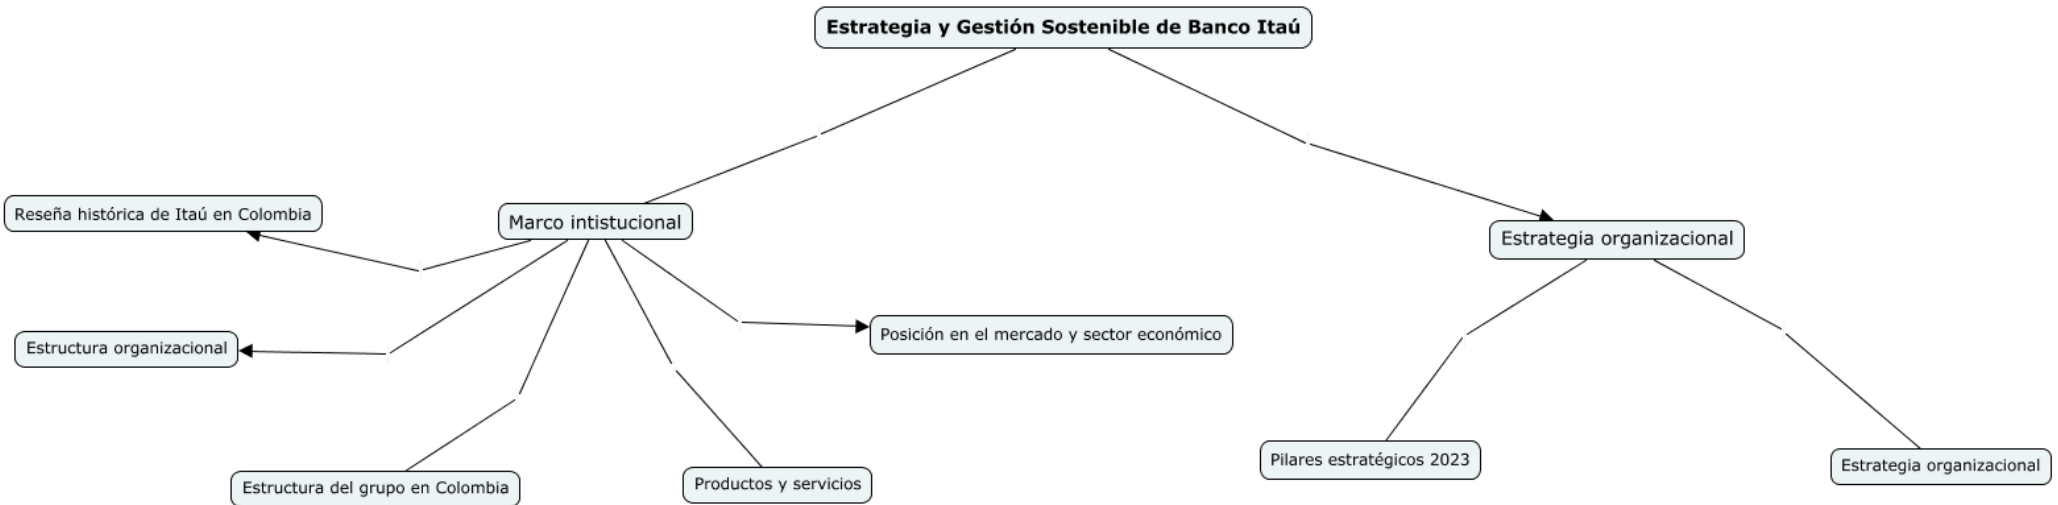 Estrategia y Gestión Sostenible de Banco Itaú
Reseña histórica de Itaú en Colombia
Marco intistucional
Estrategia organizacional
Estructura organizacional
Posición en el mercado y sector económico
Estructura del grupo en Colombia
Productos y servicios
Pilares estratégicos 2023
Estrategia organizacional